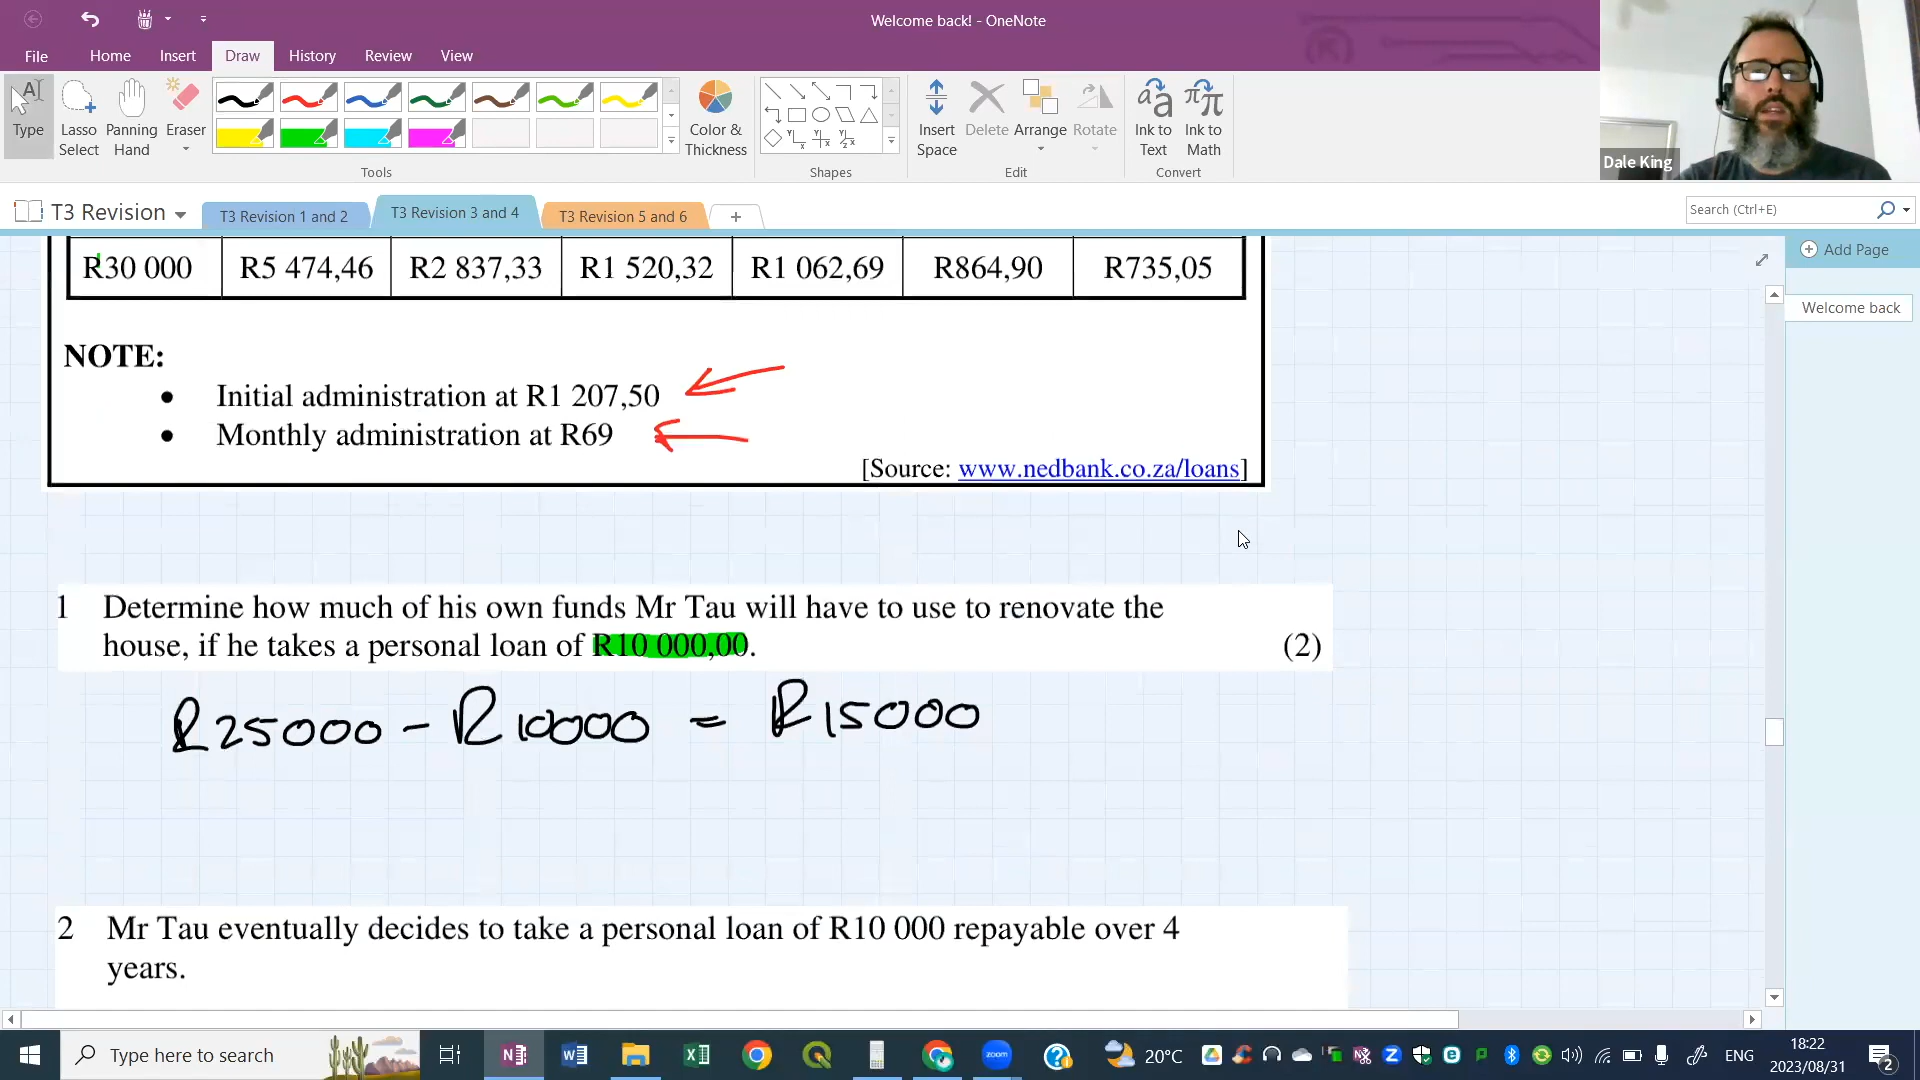 Welcome back! - OneNote
File Home Insert Draw History Review View
Type
Lasso Select
Panning Hand
Eraser
Color & Thickness
Insert Space
Delete
Arrange
Rotate
Ink to Text
Ink to Math
Tools
Shapes
Edit
Convert
Dale King
T3 Revision
T3 Revision 1 and 2
T3 Revision 3 and 4
T3 Revision 5 and 6
Search (Ctrl+E)
Add Page
Welcome back
R30 000 R5 474,46 R2 837,33 R1 520,32 R1 062,69 R864,90 R735,05
NOTE:
• Initial administration at R1 207,50
• Monthly administration at R69
[Source: www.nedbank.co.za/loans]
1 Determine how much of his own funds Mr Tau will have to use to renovate the
house, if he takes a personal loan of R10 000,00. (2)
R25000 - R10000 = R15000
2 Mr Tau eventually decides to take a personal loan of R10 000 repayable over 4
years.
Type here to search
zoom
20°C
ENG
18:22
2023/08/31
2